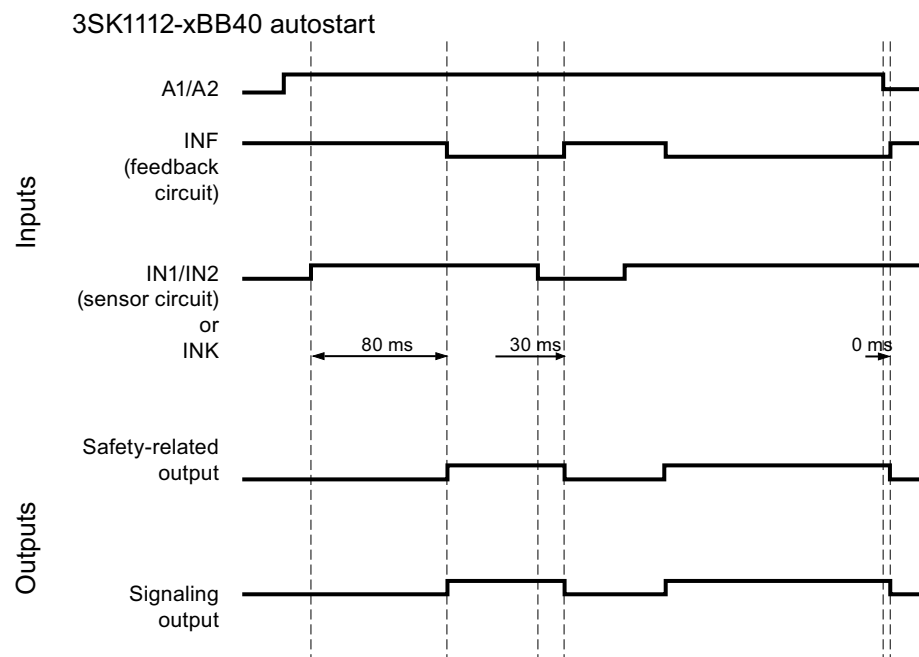 3SK1112-xBB40 autostart
Inputs
A1/A2
INF
(feedback
circuit)
IN1/IN2
(sensor circuit)
or
INK
80 ms
30 ms
0 ms
Outputs
Safety-related
output
Signaling
output